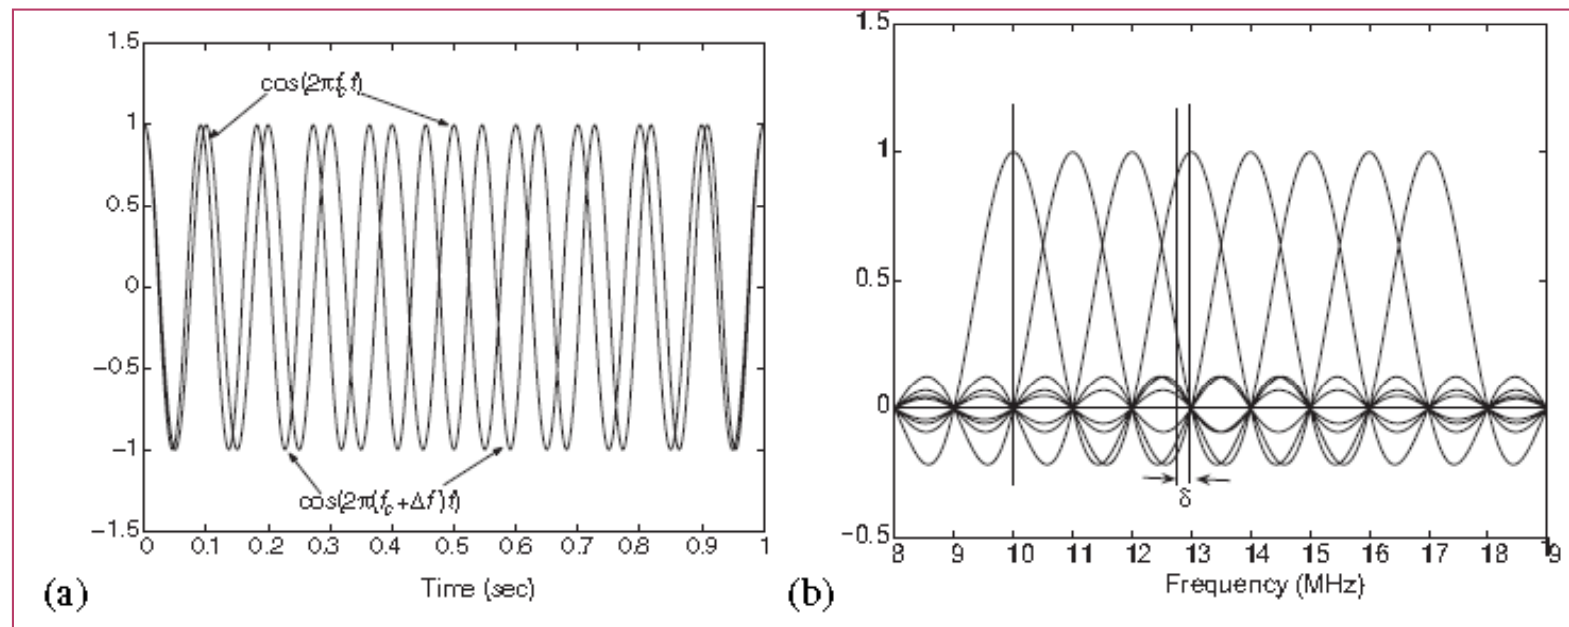 1.5
1
0.5
0
−0.5
−1
−1.5
cos(2πf_c t)
cos(2π(f_c+Δf)t)
0 0.1 0.2 0.3 0.4 0.5 0.6 0.7 0.8 0.9 1
Time (sec)
(a)
1.5
1
0.5
0
−0.5
δ
8 9 10 11 12 13 14 15 16 17 18 19
Frequency (MHz)
(b)